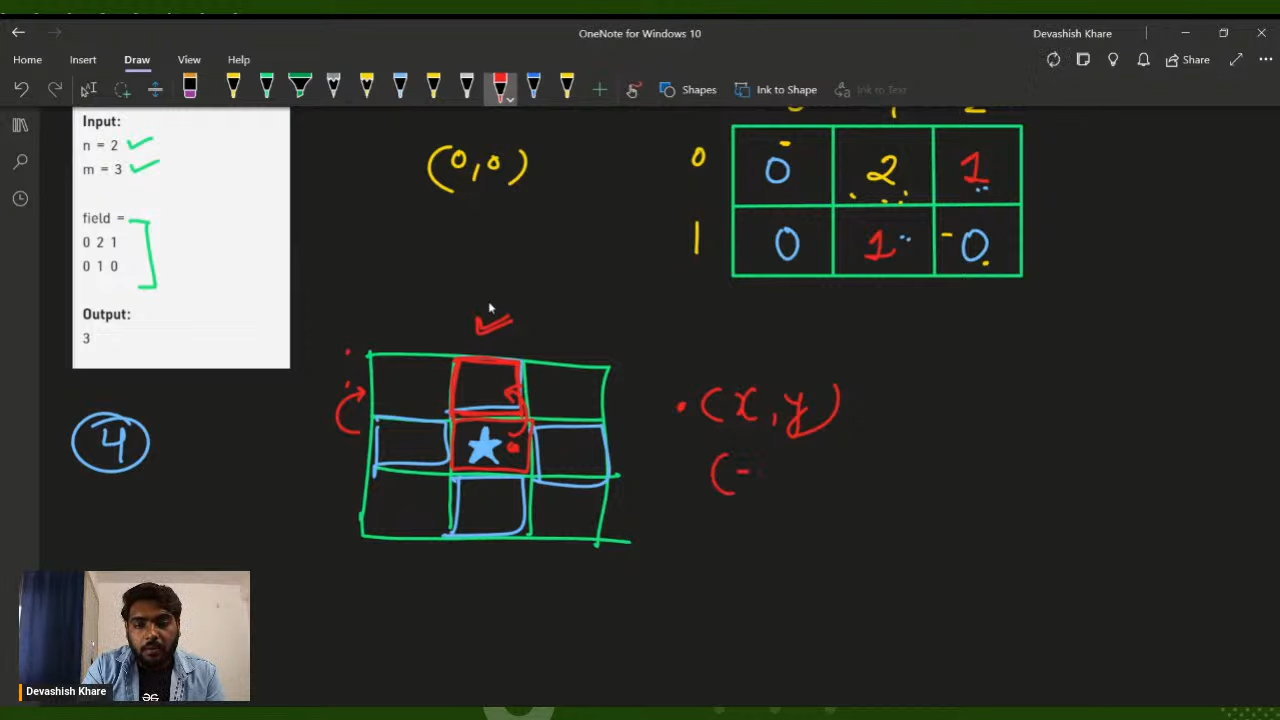 OneNote for Windows 10
Devashish Khare
Home Insert Draw View Help
Share
Shapes
Ink to Shape
Ink to Text
Input:
n = 2
m = 3
field =
0 2 1
0 1 0
Output:
3
(0,0)
0 0 2 1
1 0 1 0
4
(x,y)
(-
Devashish Khare